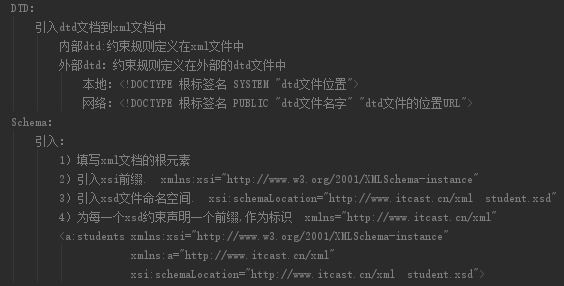 DTD:
引入dtd文档到xml文档中
内部dtd:约束规则定义在xml文件中
外部dtd: 约束规则定义在外部的dtd文件中
本地: <!DOCTYPE 根标签名 SYSTEM "dtd文件位置">
网络: <!DOCTYPE 根标签名 PUBLIC "dtd文件名字" "dtd文件的位置URL">
Schema:
引入:
1) 填写xml文档的根元素
2) 引入xsi前缀. xmlns:xsi="http://www.w3.org/2001/XMLSchema-instance"
3) 引入xsd文件命名空间. xsi:schemaLocation="http://www.itcast.cn/xml student.xsd"
4) 为每一个xsd约束声明一个前缀,作为标识 xmlns="http://www.itcast.cn/xml"
<a:students xmlns:xsi="http://www.w3.org/2001/XMLSchema-instance"
xmlns:a="http://www.itcast.cn/xml"
xsi:schemaLocation="http://www.itcast.cn/xml student.xsd">